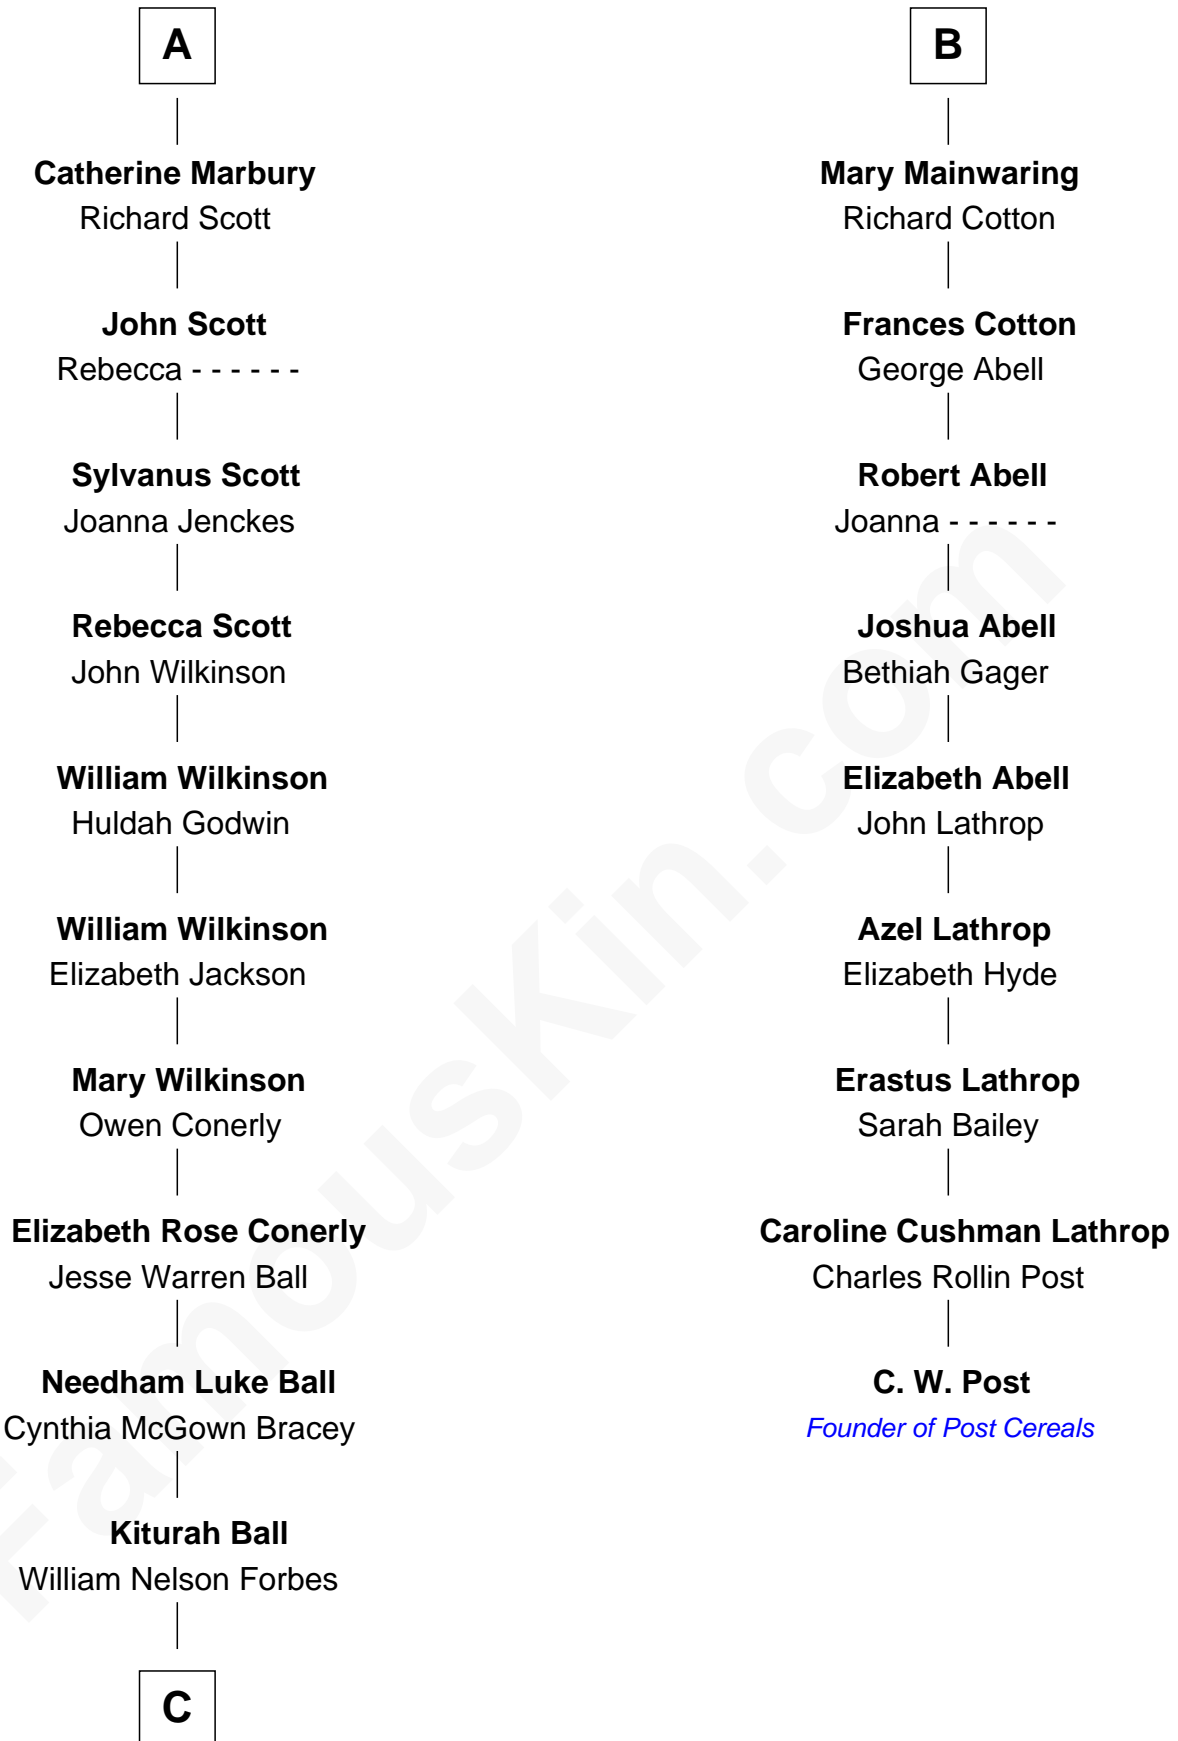 A
Catherine Marbury
Richard Scott
John Scott
Rebecca - - - - - -
Sylvanus Scott
Joanna Jenckes
Rebecca Scott
John Wilkinson
William Wilkinson
Huldah Godwin
William Wilkinson
Elizabeth Jackson
Mary Wilkinson
Owen Conerly
Elizabeth Rose Conerly
Jesse Warren Ball
Needham Luke Ball
Cynthia McGown Bracey
Kiturah Ball
William Nelson Forbes
C
B
Mary Mainwaring
Richard Cotton
Frances Cotton
George Abell
Robert Abell
Joanna - - - - - -
Joshua Abell
Bethiah Gager
Elizabeth Abell
John Lathrop
Azel Lathrop
Elizabeth Hyde
Erastus Lathrop
Sarah Bailey
Caroline Cushman Lathrop
Charles Rollin Post
C. W. Post
Founder of Post Cereals
FamousKin.com